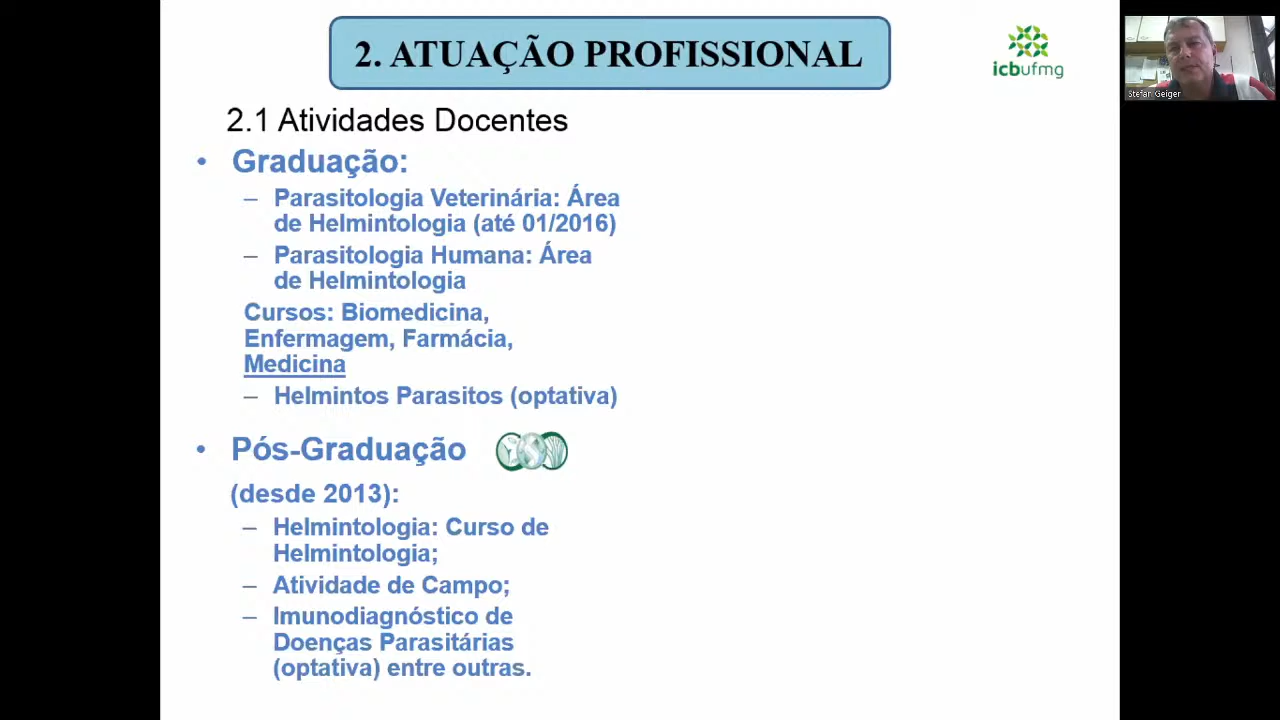 2. ATUAÇÃO PROFISSIONAL
icbufmg
Stefan Geiger
2.1 Atividades Docentes
• Graduação:
– Parasitologia Veterinária: Área
de Helmintologia (até 01/2016)
– Parasitologia Humana: Área
de Helmintologia
Cursos: Biomedicina,
Enfermagem, Farmácia,
Medicina
– Helmintos Parasitos (optativa)
• Pós-Graduação
(desde 2013):
– Helmintologia: Curso de
Helmintologia;
– Atividade de Campo;
– Imunodiagnóstico de
Doenças Parasitárias
(optativa) entre outras.